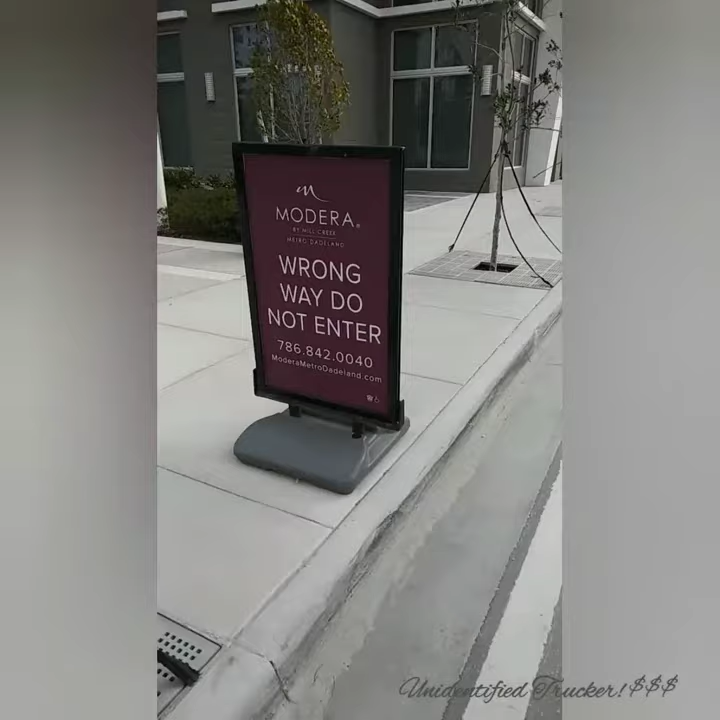 m
MODERA®
BY MILL CREEK
METRO DADELAND
WRONG
WAY DO
NOT ENTER
786.842.0040
ModeraMetroDadeland.com
Unidentified Trucker!$$$